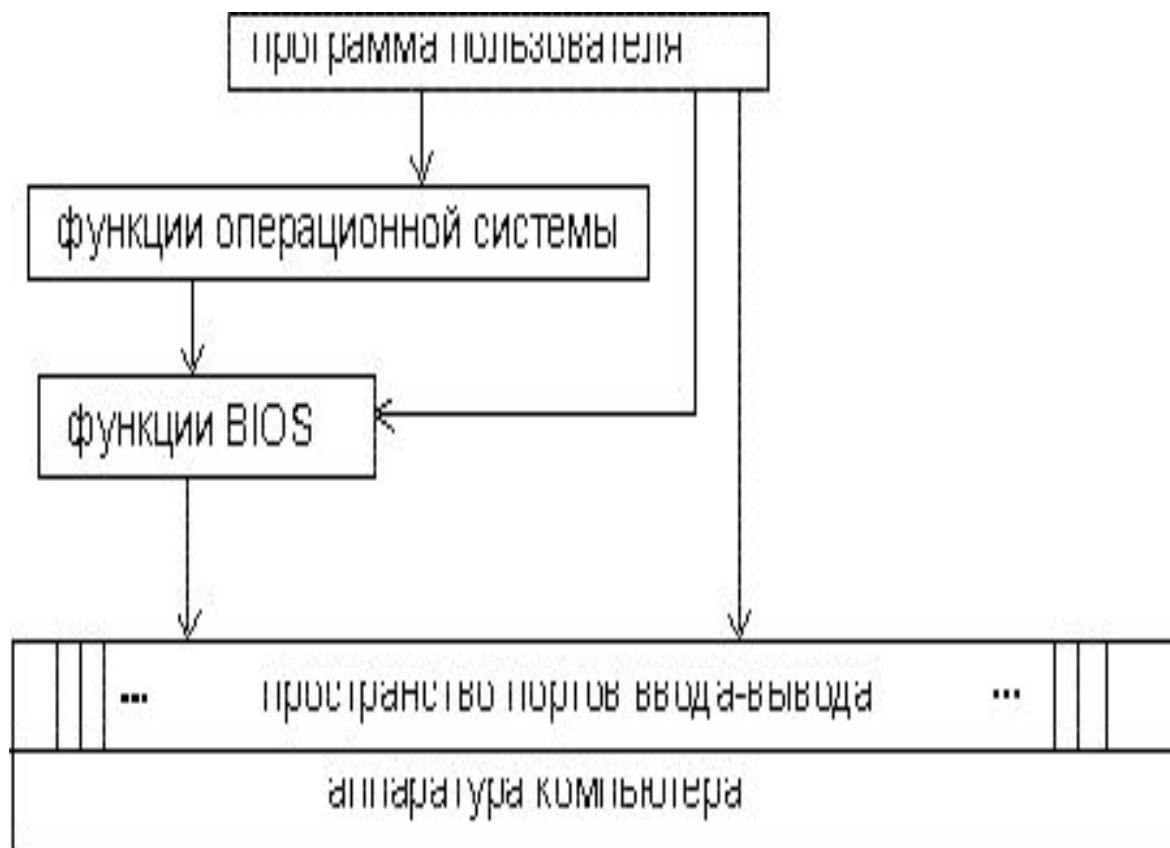 программа пользователя
функции операционной системы
функции BIOS
... пространство портов ввода-вывода ...
аппаратура компьютера